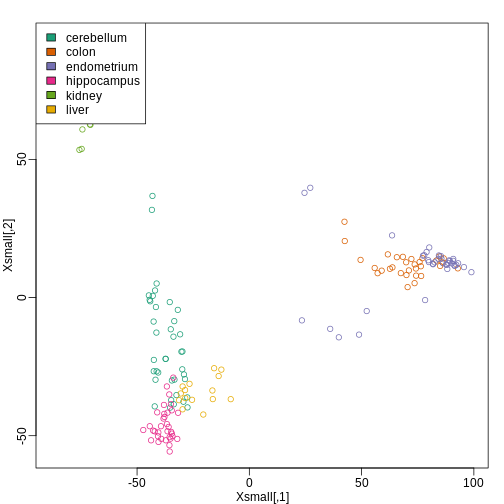 cerebellum
colon
endometrium
hippocampus
kidney
liver
Xsmall[,2]
50
0
-50
-50
0
50
100
Xsmall[,1]